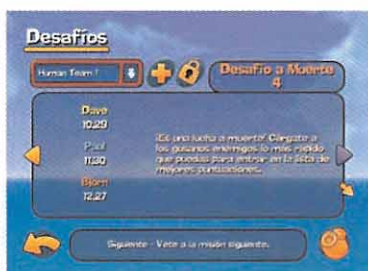 Desafíos
Human Team 1
Desafío a Muerte
4
Dave
10.29
Paul
11.30
Bjorn
12.27
¡Es una lucha a muerte! Cárgate a
los gusanos enemigos lo más rápido
que puedas para entrar en la lista de
mejores puntuaciones.
Siguiente - Vete a la misión siguiente.